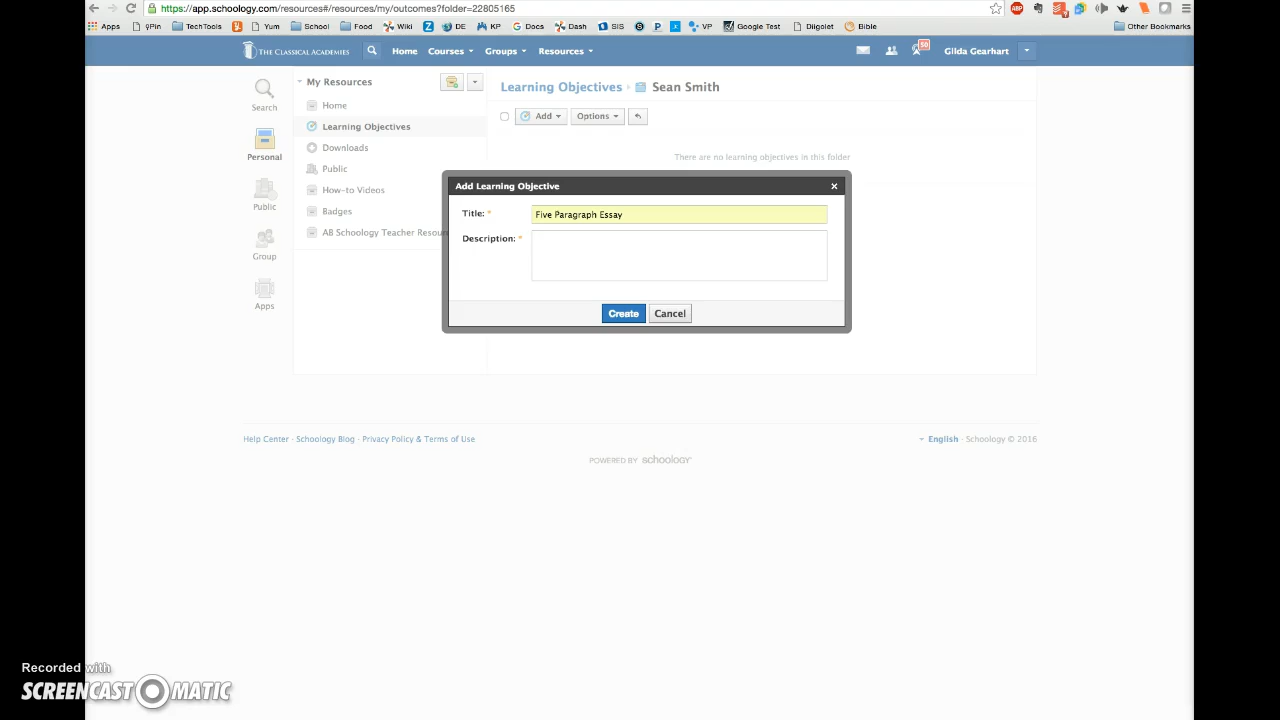 https://app.schoology.com/resources#/resources/my/outcomes?folder=22805165
Apps 9Pin TechTools Yum School Food Wiki DE KP Docs Dash SIS VP Google Test Diigolet Bible Other Bookmarks
THE CLASSICAL ACADEMIES Home Courses Groups Resources 50 Gilda Gearhart
Search
Personal
Public
Group
Apps
My Resources
Home
Learning Objectives
Downloads
Public
How-to Videos
Badges
AB Schoology Teacher Resour
Learning Objectives Sean Smith
Add Options
There are no learning objectives in this folder
Add Learning Objective
Title: * Five Paragraph Essay
Description: *
Create Cancel
Help Center · Schoology Blog · Privacy Policy & Terms of Use
English · Schoology © 2016
POWERED BY schoology
Recorded with
SCREENCAST O MATIC